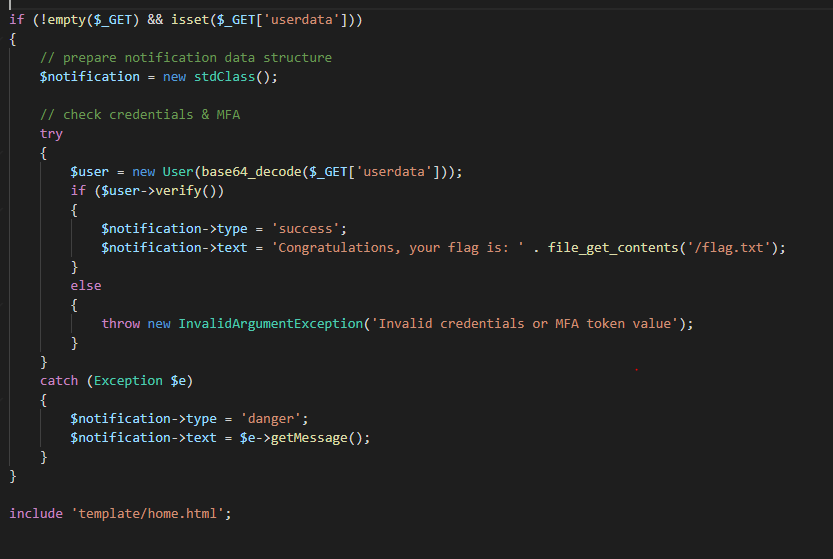 if (!empty($_GET) && isset($_GET['userdata']))
{
// prepare notification data structure
$notification = new stdClass();
// check credentials & MFA
try
{
$user = new User(base64_decode($_GET['userdata']));
if ($user->verify())
{
$notification->type = 'success';
$notification->text = 'Congratulations, your flag is: ' . file_get_contents('/flag.txt');
}
else
{
throw new InvalidArgumentException('Invalid credentials or MFA token value');
}
}
catch (Exception $e)
{
$notification->type = 'danger';
$notification->text = $e->getMessage();
}
}
include 'template/home.html';